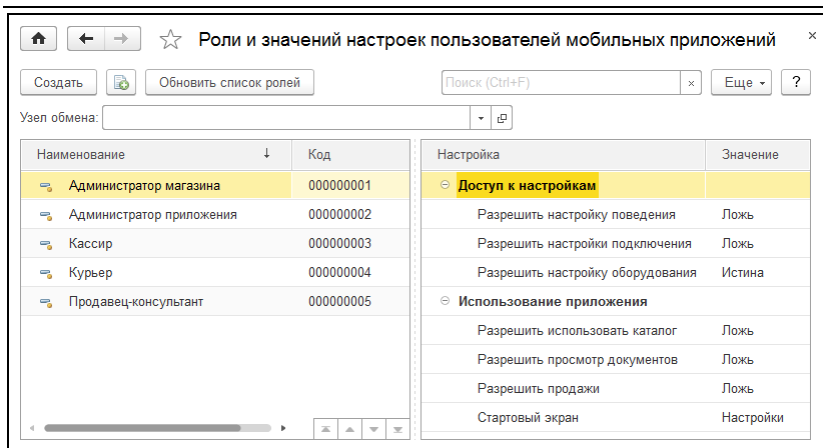 Роли и значений настроек пользователей мобильных приложений
Создать Обновить список ролей Поиск (Ctrl+F) × Еще ?
Узел обмена:
Наименование ↓ Код Настройка Значение
Администратор магазина 000000001 Доступ к настройкам
Администратор приложения 000000002 Разрешить настройку поведения Ложь
Кассир 000000003 Разрешить настройки подключения Ложь
Курьер 000000004 Разрешить настройку оборудования Истина
Продавец-консультант 000000005 Использование приложения
Разрешить использовать каталог Ложь
Разрешить просмотр документов Ложь
Разрешить продажи Ложь
Стартовый экран Настройки